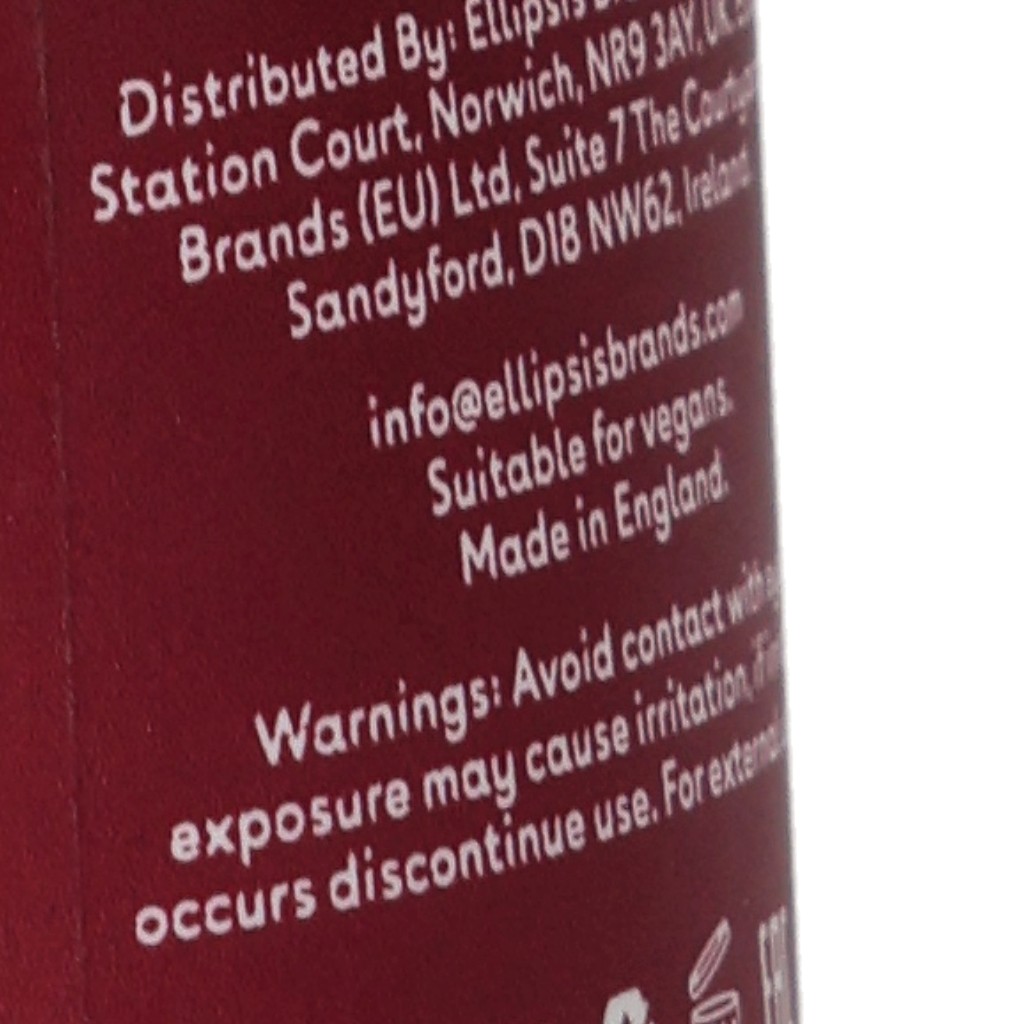 Distributed By: Ellipsis
Station Court, Norwich, NR9 3AY, UK.
Brands (EU) Ltd, Suite 7 The
Sandyford, D18 NW62, Ireland
info@ellipsisbrands.com
Suitable for vegans.
Made in England.
Warnings: Avoid contact with
exposure may cause irritation, if
occurs discontinue use. For external